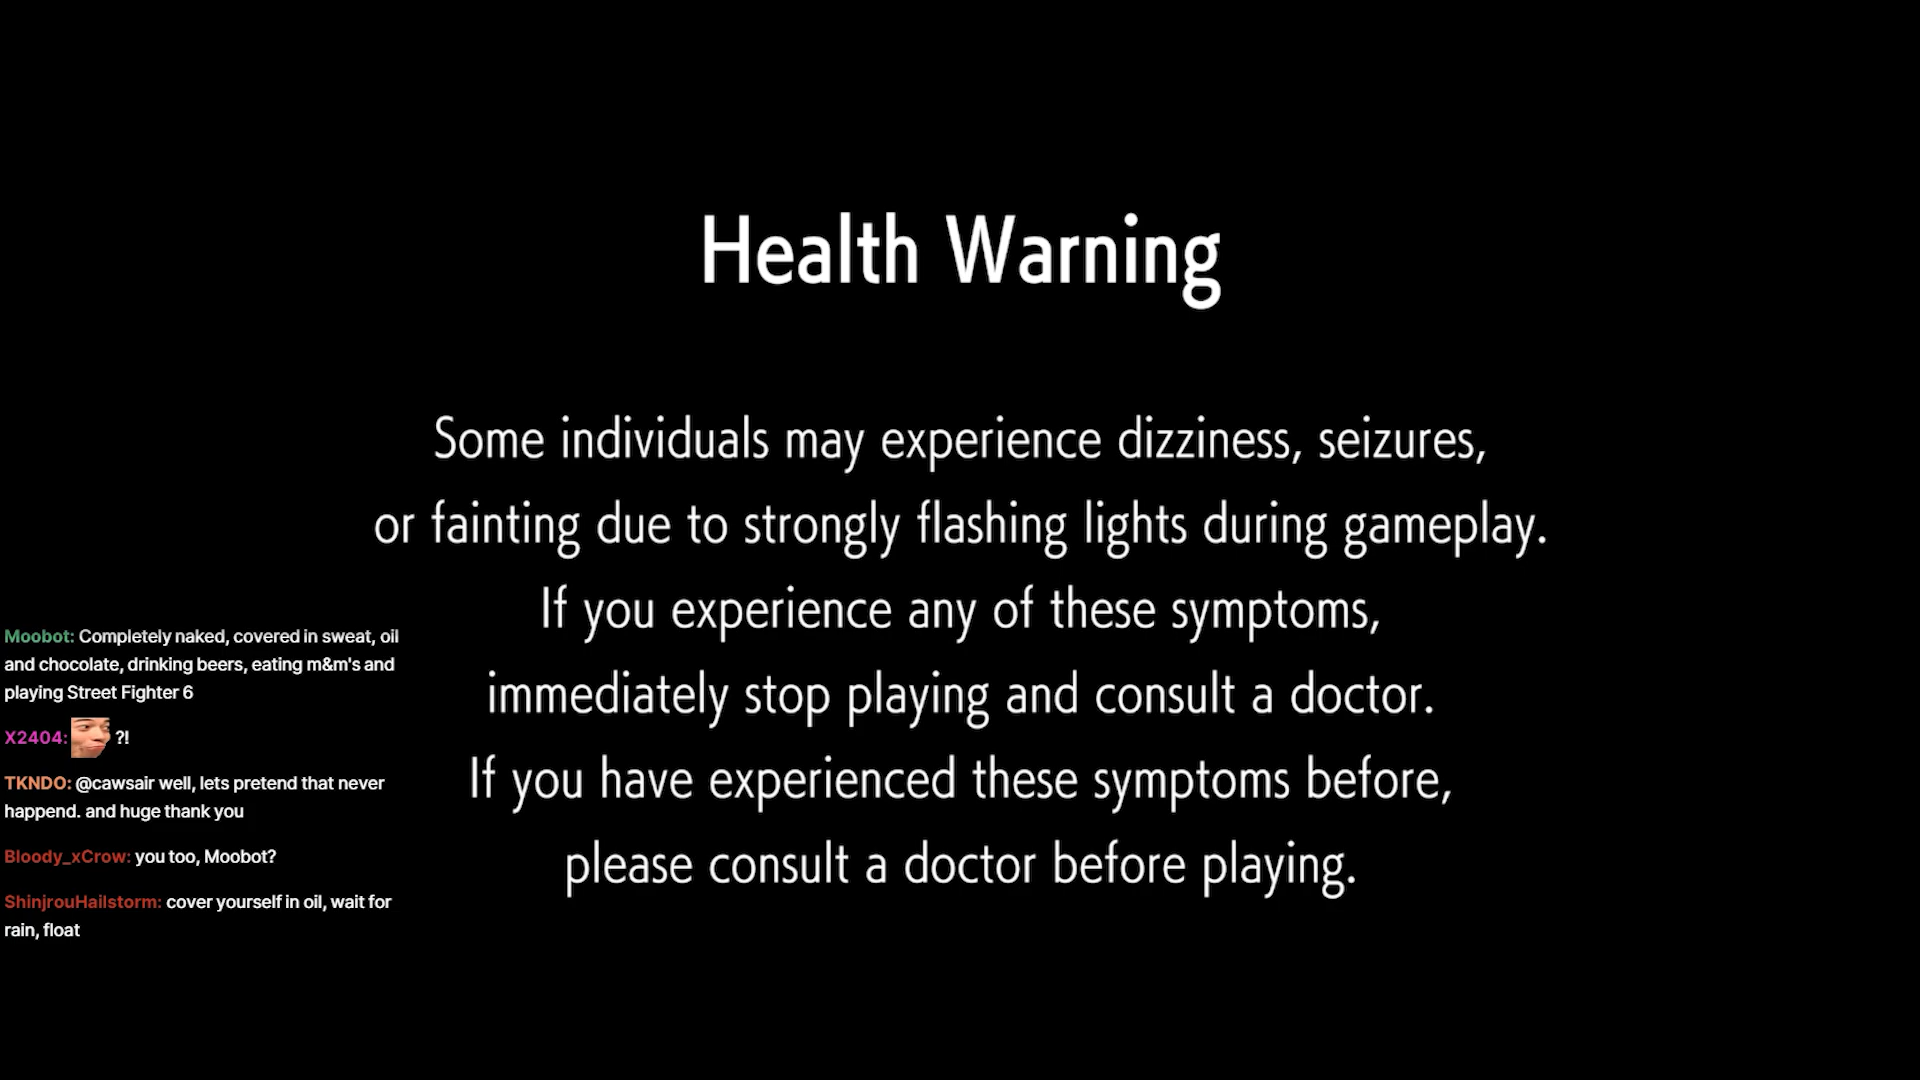 Health Warning
Some individuals may experience dizziness, seizures,
or fainting due to strongly flashing lights during gameplay.
If you experience any of these symptoms,
immediately stop playing and consult a doctor.
If you have experienced these symptoms before,
please consult a doctor before playing.
Moobot: Completely naked, covered in sweat, oil
and chocolate, drinking beers, eating m&m's and
playing Street Fighter 6
X2404: ?!
TKNDO: @cawsair well, lets pretend that never
happend. and huge thank you
Bloody_xCrow: you too, Moobot?
ShinjrouHailstorm: cover yourself in oil, wait for
rain, float